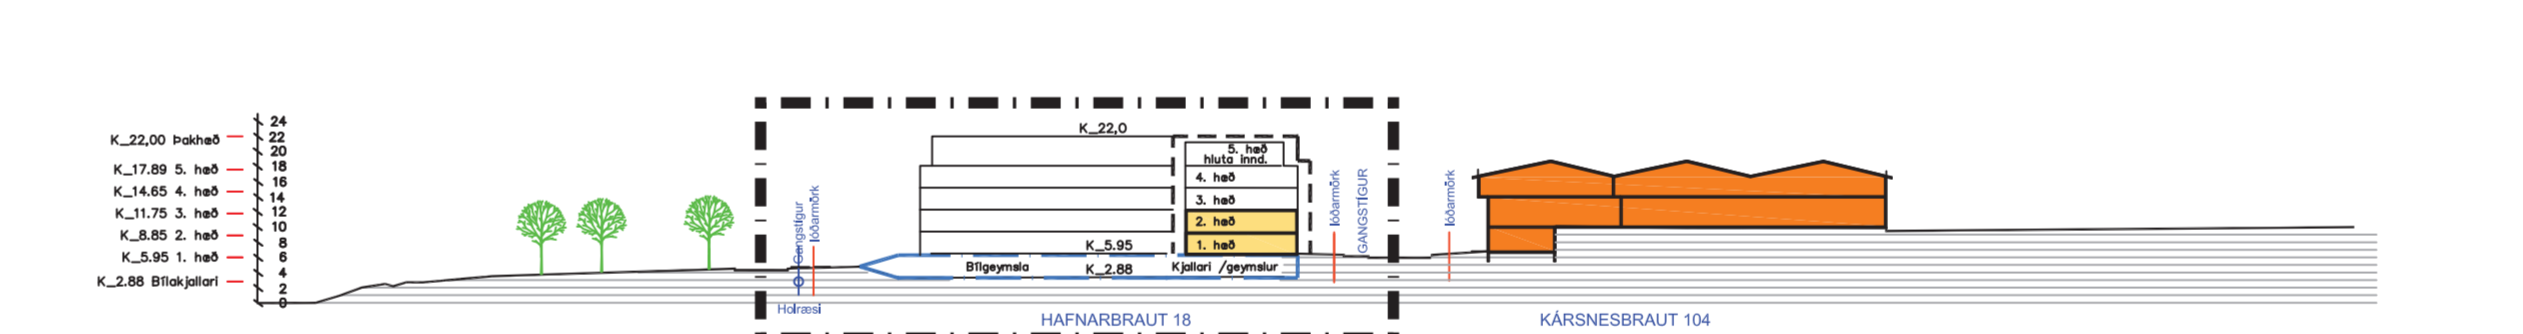 K_22,00 Þakhæð
K_17.89 5. hæð
K_14.65 4. hæð
K_11.75 3. hæð
K_8.85 2. hæð
K_5.95 1. hæð
K_2.88 Bílakjallari
24
22
20
18
16
14
12
10
8
6
4
2
0
Gangstígur
lóðarmörk
Holræsi
K_22,0
5. hæð
hluta innd.
4. hæð
3. hæð
2. hæð
1. hæð
K_5.95
Bílgeymsla
K_2.88
Kjallari /geymslur
lóðarmörk
GANGSTÍGUR
lóðarmörk
HAFNARBRAUT 18
KÁRSNESBRAUT 104